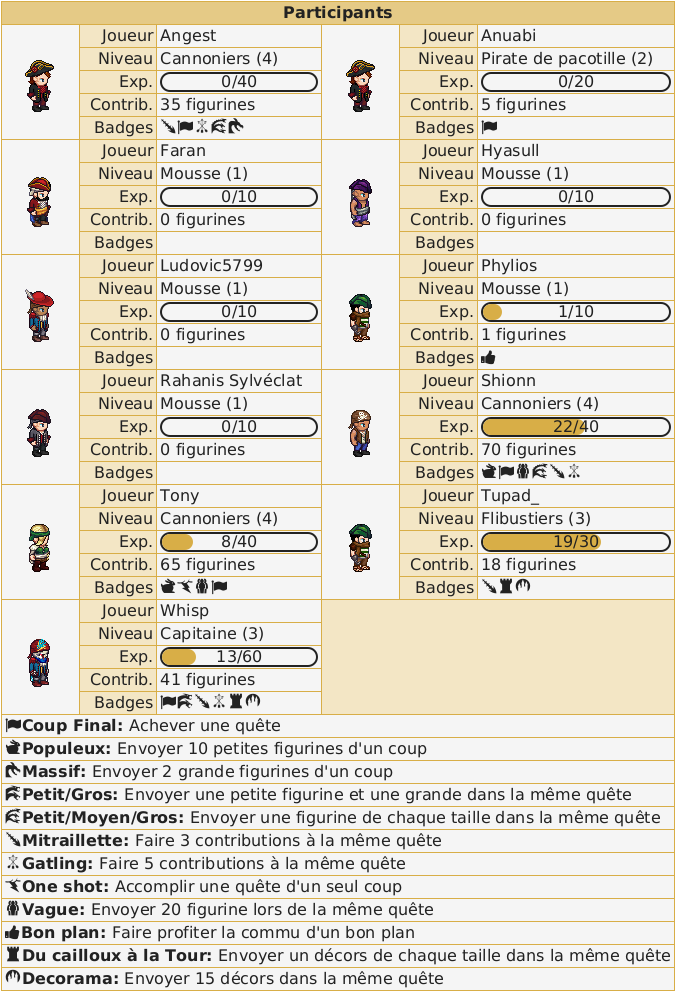 Participants
Joueur Angest
Niveau Cannoniers (4)
Exp. 0/40
Contrib. 35 figurines
Badges
Joueur Anuabi
Niveau Pirate de pacotille (2)
Exp. 0/20
Contrib. 5 figurines
Badges
Joueur Faran
Niveau Mousse (1)
Exp. 0/10
Contrib. 0 figurines
Badges
Joueur Hyasull
Niveau Mousse (1)
Exp. 0/10
Contrib. 0 figurines
Badges
Joueur Ludovic5799
Niveau Mousse (1)
Exp. 0/10
Contrib. 0 figurines
Badges
Joueur Phylios
Niveau Mousse (1)
Exp. 1/10
Contrib. 1 figurines
Badges
Joueur Rahanis Sylvéclat
Niveau Mousse (1)
Exp. 0/10
Contrib. 0 figurines
Badges
Joueur Shionn
Niveau Cannoniers (4)
Exp. 22/40
Contrib. 70 figurines
Badges
Joueur Tony
Niveau Cannoniers (4)
Exp. 8/40
Contrib. 65 figurines
Badges
Joueur Tupad_
Niveau Flibustiers (3)
Exp. 19/30
Contrib. 18 figurines
Badges
Joueur Whisp
Niveau Capitaine (3)
Exp. 13/60
Contrib. 41 figurines
Badges
Coup Final: Achever une quête
Populeux: Envoyer 10 petites figurines d'un coup
Massif: Envoyer 2 grande figurines d'un coup
Petit/Gros: Envoyer une petite figurine et une grande dans la même quête
Petit/Moyen/Gros: Envoyer une figurine de chaque taille dans la même quête
Mitraillette: Faire 3 contributions à la même quête
Gatling: Faire 5 contributions à la même quête
One shot: Accomplir une quête d'un seul coup
Vague: Envoyer 20 figurine lors de la même quête
Bon plan: Faire profiter la commu d'un bon plan
Du cailloux à la Tour: Envoyer un décors de chaque taille dans la même quête
Decorama: Envoyer 15 décors dans la même quête